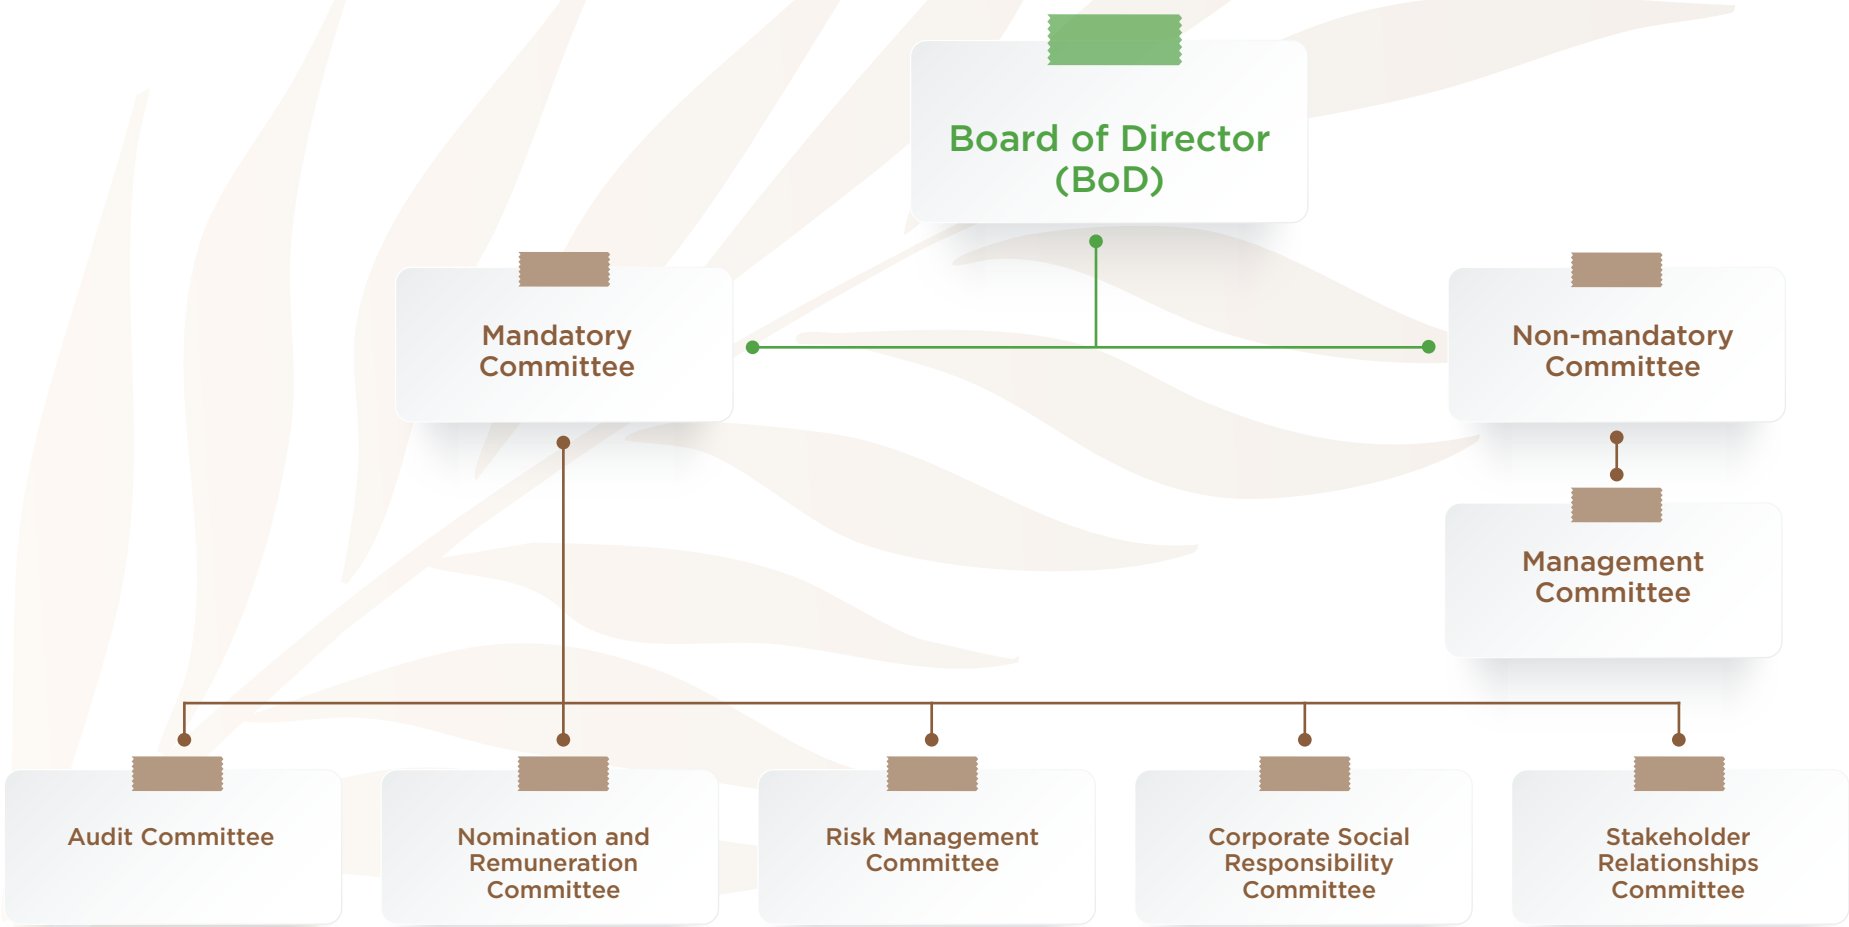 Board of Director
(BoD)
Mandatory
Committee
Non-mandatory
Committee
Management
Committee
Audit Committee
Nomination and
Remuneration
Committee
Risk Management
Committee
Corporate Social
Responsibility
Committee
Stakeholder
Relationships
Committee